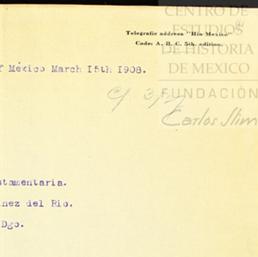 CENTRO DE
ESTUDIOS
DE HISTORIA
DE MEXICO
FUNDACIÓN
Carlos Slim
Telegrafic address "Rio Mexico"
Code: A. B. C. 5th. edition.
f México March 15th 1908.
tamentaria.
nez del Rio.
Dgo.